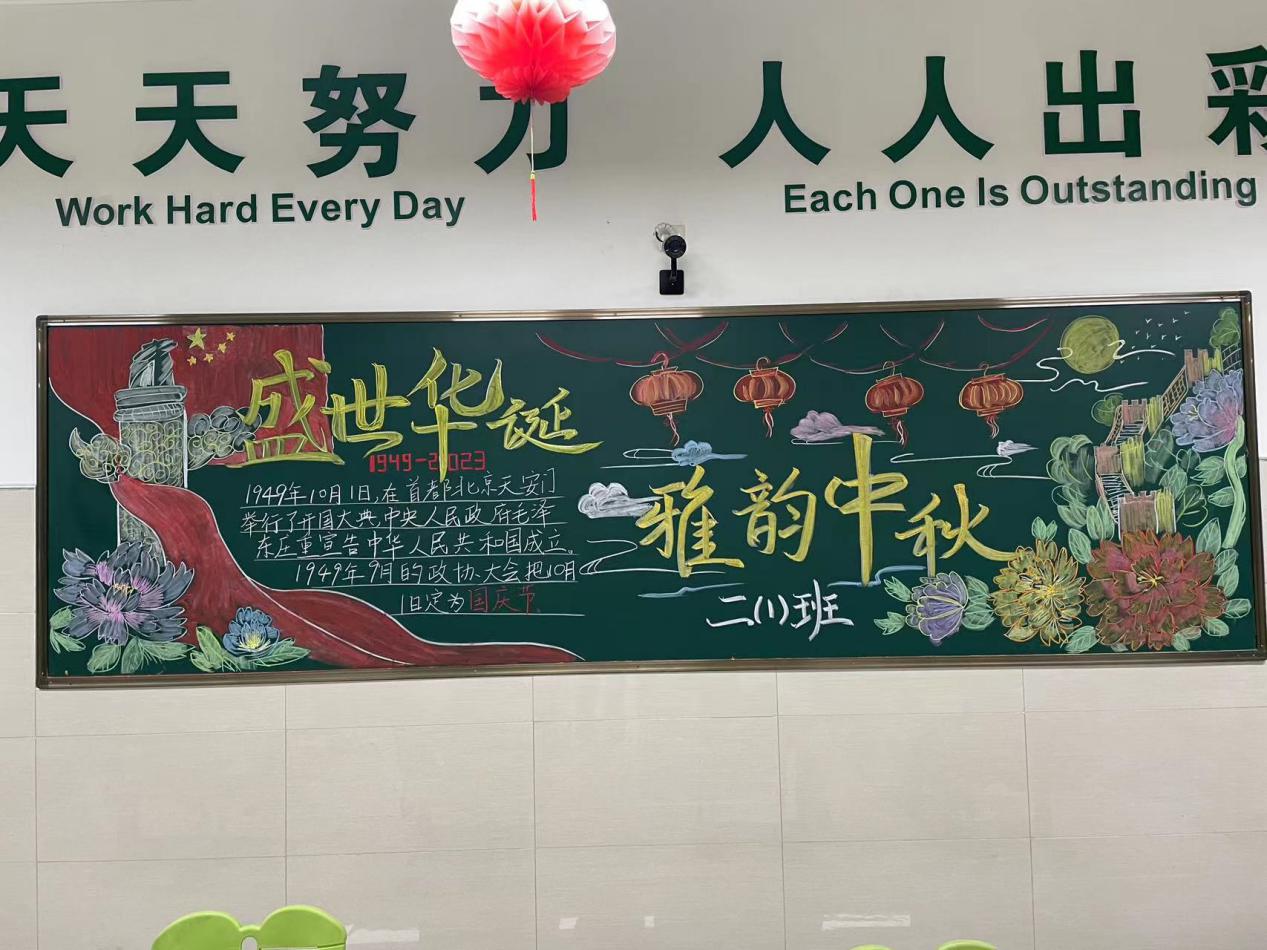 天天努力 人人出彩
Work Hard Every Day Each One Is Outstanding
盛世华诞
1949-2023
1949年10月1日,在首都北京天安门
举行了开国大典,中央人民政府毛泽
东庄重宣告中华人民共和国成立。
1949年9月的政协大会把10月
1日定为国庆节.
雅韵中秋
二(1)班